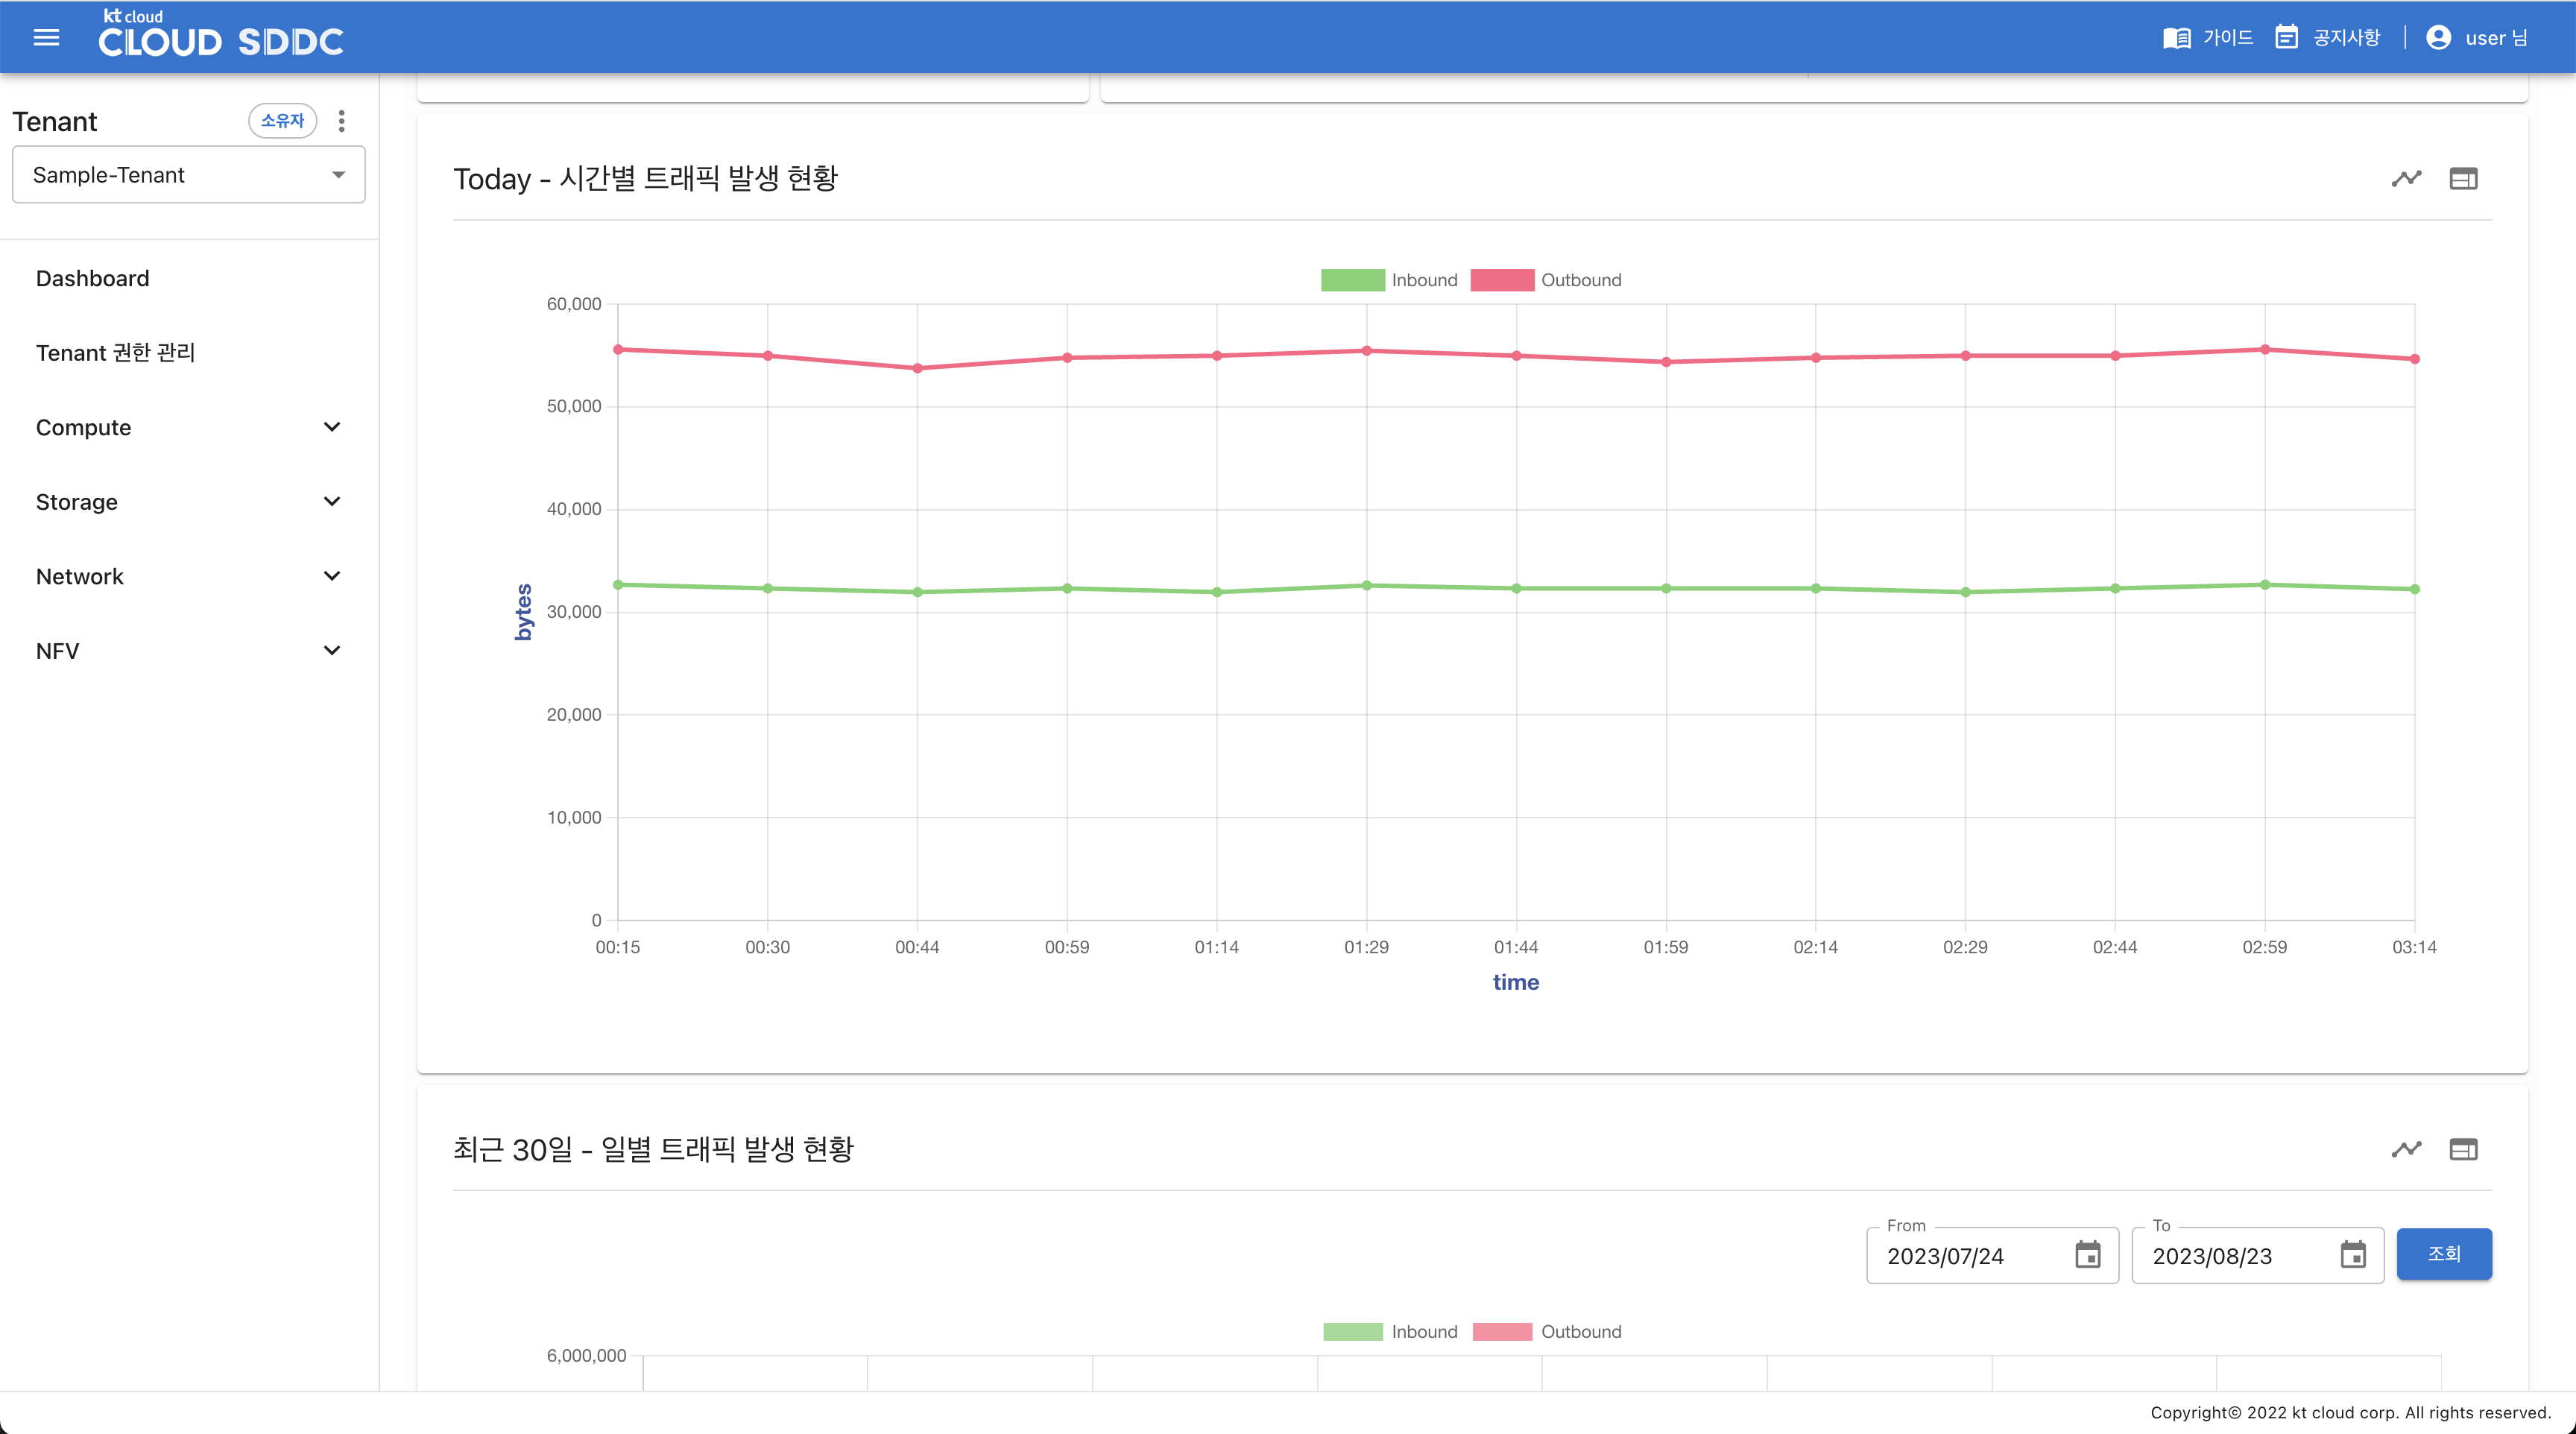 kt cloud
CLOUD SDDC
가이드
공지사항
user 님
Tenant
소유자
Sample-Tenant
Dashboard
Tenant 권한 관리
Compute
Storage
Network
NFV
Today - 시간별 트래픽 발생 현황
Inbound Outbound
60,000
50,000
40,000
30,000
20,000
10,000
0
bytes
00:15 00:30 00:44 00:59 01:14 01:29 01:44 01:59 02:14 02:29 02:44 02:59 03:14
time
최근 30일 - 일별 트래픽 발생 현황
From
2023/07/24
To
2023/08/23
조회
Inbound Outbound
6,000,000
Copyright© 2022 kt cloud corp. All rights reserved.